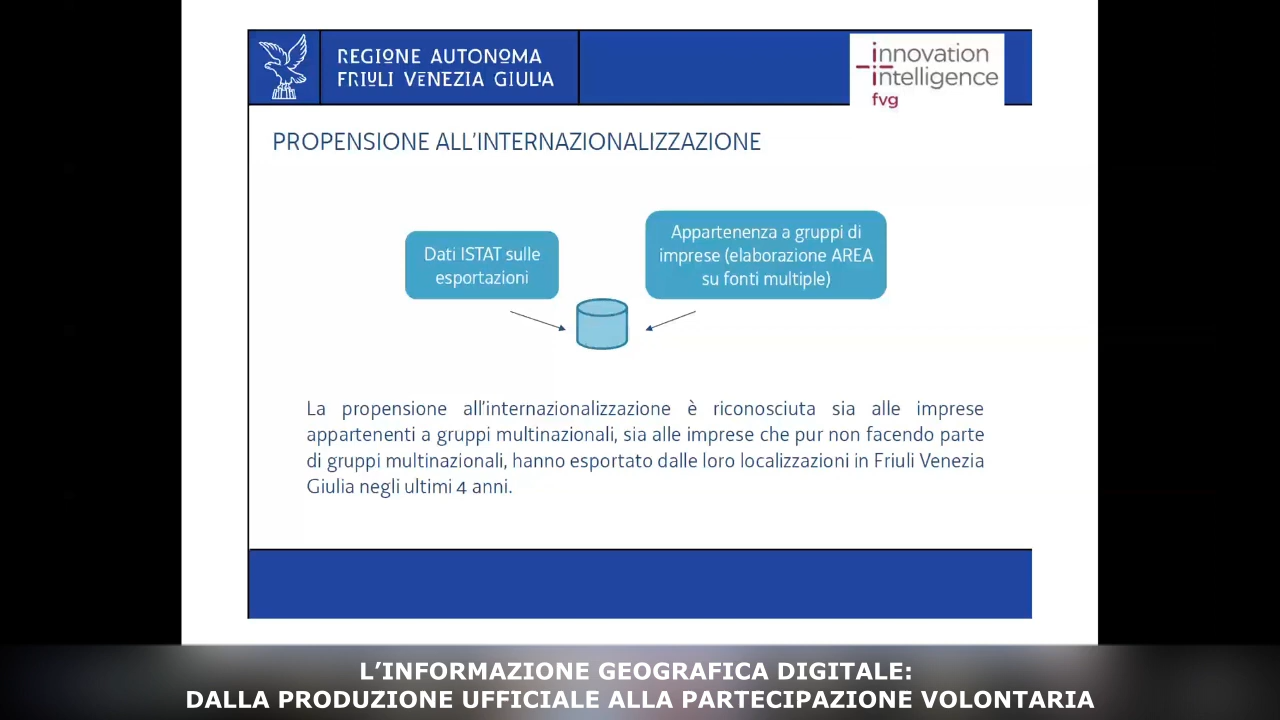 REGIONE AUTONOMA
FRIULI VENEZIA GIULIA
innovation
intelligence
fvg
PROPENSIONE ALL'INTERNAZIONALIZZAZIONE
Dati ISTAT sulle
esportazioni
Appartenenza a gruppi di
imprese (elaborazione AREA
su fonti multiple)
La propensione all'internazionalizzazione è riconosciuta sia alle imprese
appartenenti a gruppi multinazionali, sia alle imprese che pur non facendo parte
di gruppi multinazionali, hanno esportato dalle loro localizzazioni in Friuli Venezia
Giulia negli ultimi 4 anni.
L’INFORMAZIONE GEOGRAFICA DIGITALE:
DALLA PRODUZIONE UFFICIALE ALLA PARTECIPAZIONE VOLONTARIA